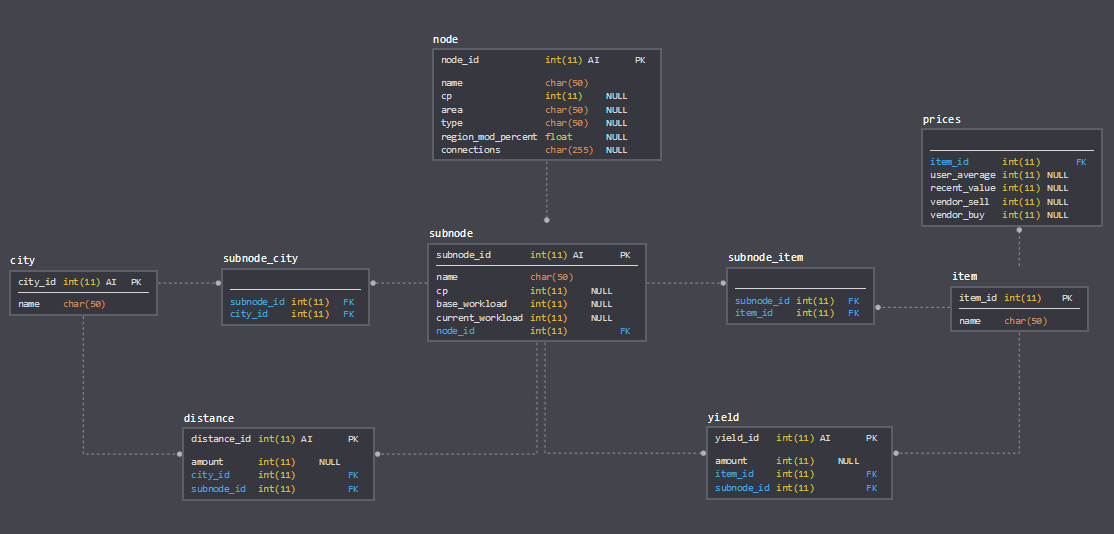 node
node_id int(11) AI PK
name char(50)
cp int(11) NULL
area char(50) NULL
type char(50) NULL
region_mod_percent float NULL
connections char(255) NULL
prices
item_id int(11) FK
user_average int(11) NULL
recent_value int(11) NULL
vendor_sell int(11) NULL
vendor_buy int(11) NULL
city
city_id int(11) AI PK
name char(50)
subnode_city
subnode_id int(11) FK
city_id int(11) FK
subnode
subnode_id int(11) AI PK
name char(50)
cp int(11) NULL
base_workload int(11) NULL
current_workload int(11) NULL
node_id int(11) FK
subnode_item
subnode_id int(11) FK
item_id int(11) FK
item
item_id int(11) PK
name char(50)
distance
distance_id int(11) AI PK
amount int(11) NULL
city_id int(11) FK
subnode_id int(11) FK
yield
yield_id int(11) AI PK
amount int(11) NULL
item_id int(11) FK
subnode_id int(11) FK